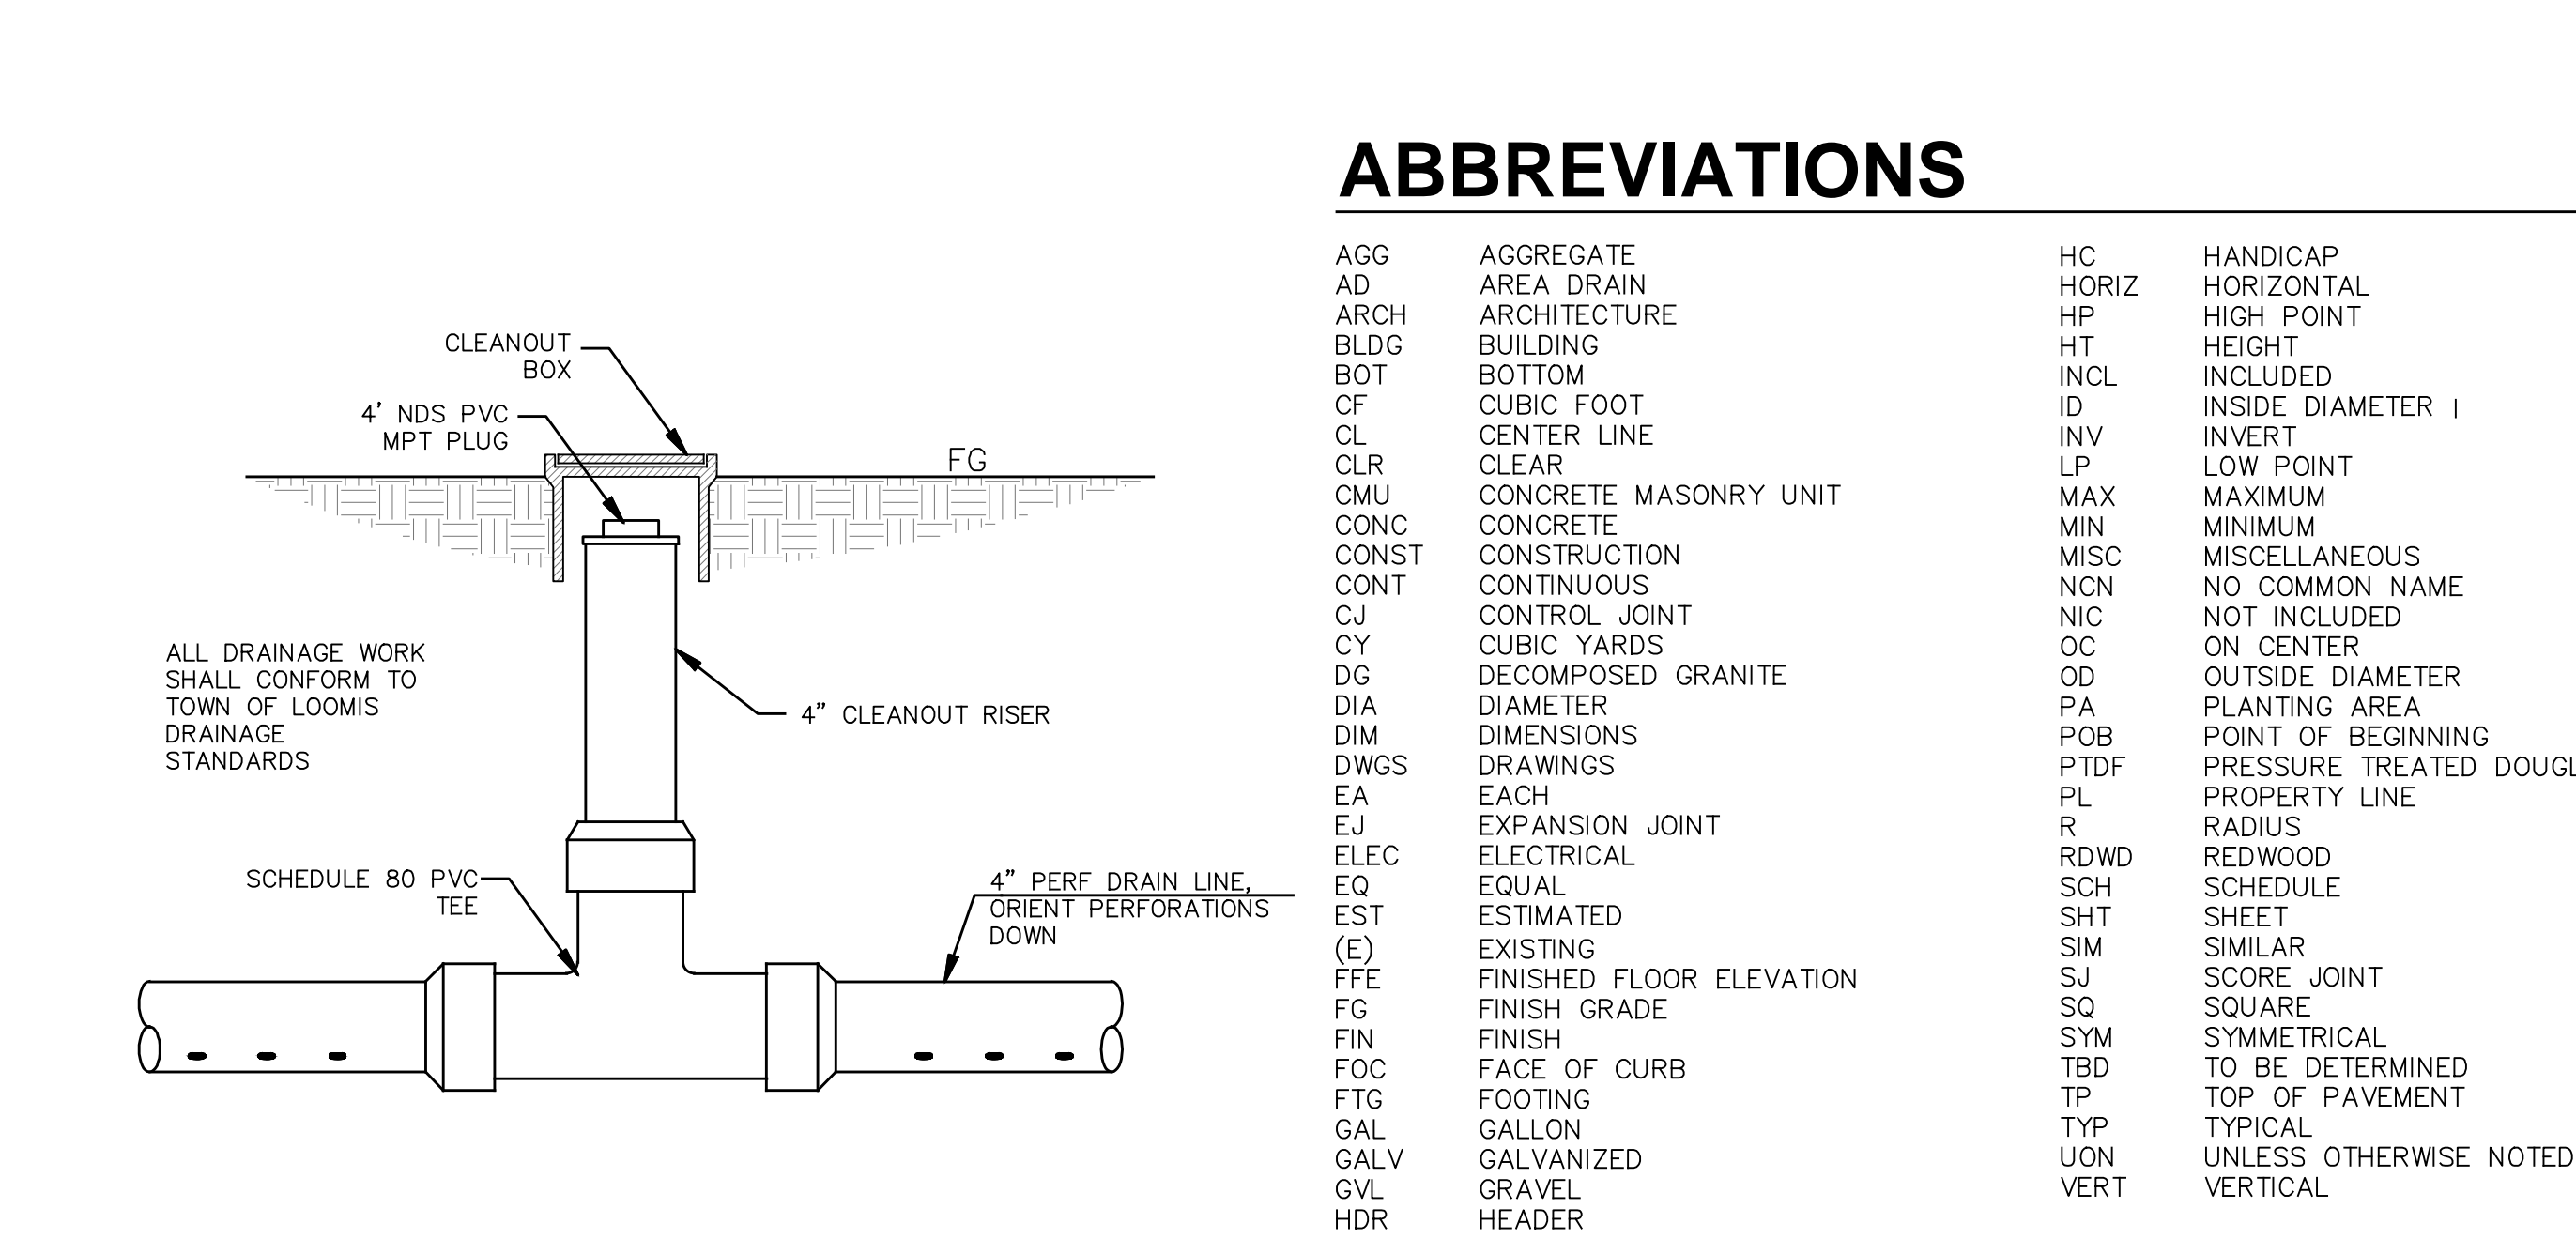 ABBREVIATIONS
CLEANOUT
BOX
4' NDS PVC
MPT PLUG
FG
ALL DRAINAGE WORK
SHALL CONFORM TO
TOWN OF LOOMIS
DRAINAGE
STANDARDS
4" CLEANOUT RISER
SCHEDULE 80 PVC
TEE
4" PERF DRAIN LINE,
ORIENT PERFORATIONS
DOWN
AGG AGGREGATE
AD AREA DRAIN
ARCH ARCHITECTURE
BLDG BUILDING
BOT BOTTOM
CF CUBIC FOOT
CL CENTER LINE
CLR CLEAR
CMU CONCRETE MASONRY UNIT
CONC CONCRETE
CONST CONSTRUCTION
CONT CONTINUOUS
CJ CONTROL JOINT
CY CUBIC YARDS
DG DECOMPOSED GRANITE
DIA DIAMETER
DIM DIMENSIONS
DWGS DRAWINGS
EA EACH
EJ EXPANSION JOINT
ELEC ELECTRICAL
EQ EQUAL
EST ESTIMATED
(E) EXISTING
FFE FINISHED FLOOR ELEVATION
FG FINISH GRADE
FIN FINISH
FOC FACE OF CURB
FTG FOOTING
GAL GALLON
GALV GALVANIZED
GVL GRAVEL
HDR HEADER
HC HANDICAP
HORIZ HORIZONTAL
HP HIGH POINT
HT HEIGHT
INCL INCLUDED
ID INSIDE DIAMETER |
INV INVERT
LP LOW POINT
MAX MAXIMUM
MIN MINIMUM
MISC MISCELLANEOUS
NCN NO COMMON NAME
NIC NOT INCLUDED
OC ON CENTER
OD OUTSIDE DIAMETER
PA PLANTING AREA
POB POINT OF BEGINNING
PTDF PRESSURE TREATED
PL PROPERTY LINE
R RADIUS
RDWD REDWOOD
SCH SCHEDULE
SHT SHEET
SIM SIMILAR
SJ SCORE JOINT
SQ SQUARE
SYM SYMMETRICAL
TBD TO BE DETERMINED
TP TOP OF PAVEMENT
TYP TYPICAL
UON UNLESS OTHERWISE NOTED
VERT VERTICAL